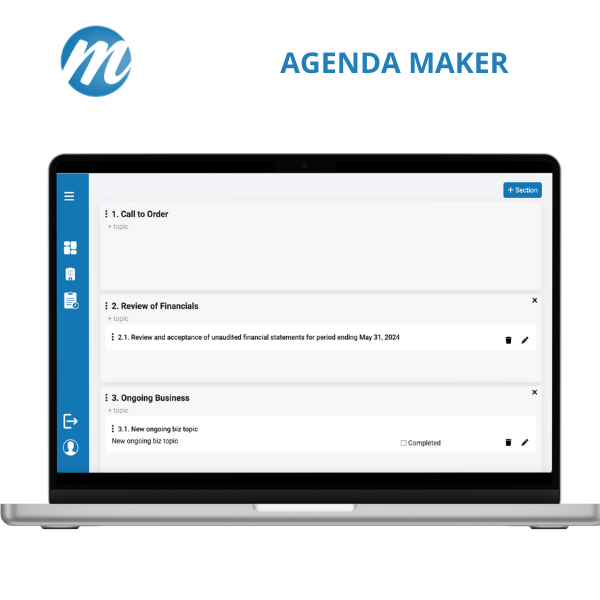 m
AGENDA MAKER
+ Section
1. Call to Order
+ topic
2. Review of Financials
+ topic
2.1. Review and acceptance of unaudited financial statements for period ending May 31, 2024
3. Ongoing Business
+ topic
3.1. New ongoing biz topic
New ongoing biz topic
Completed